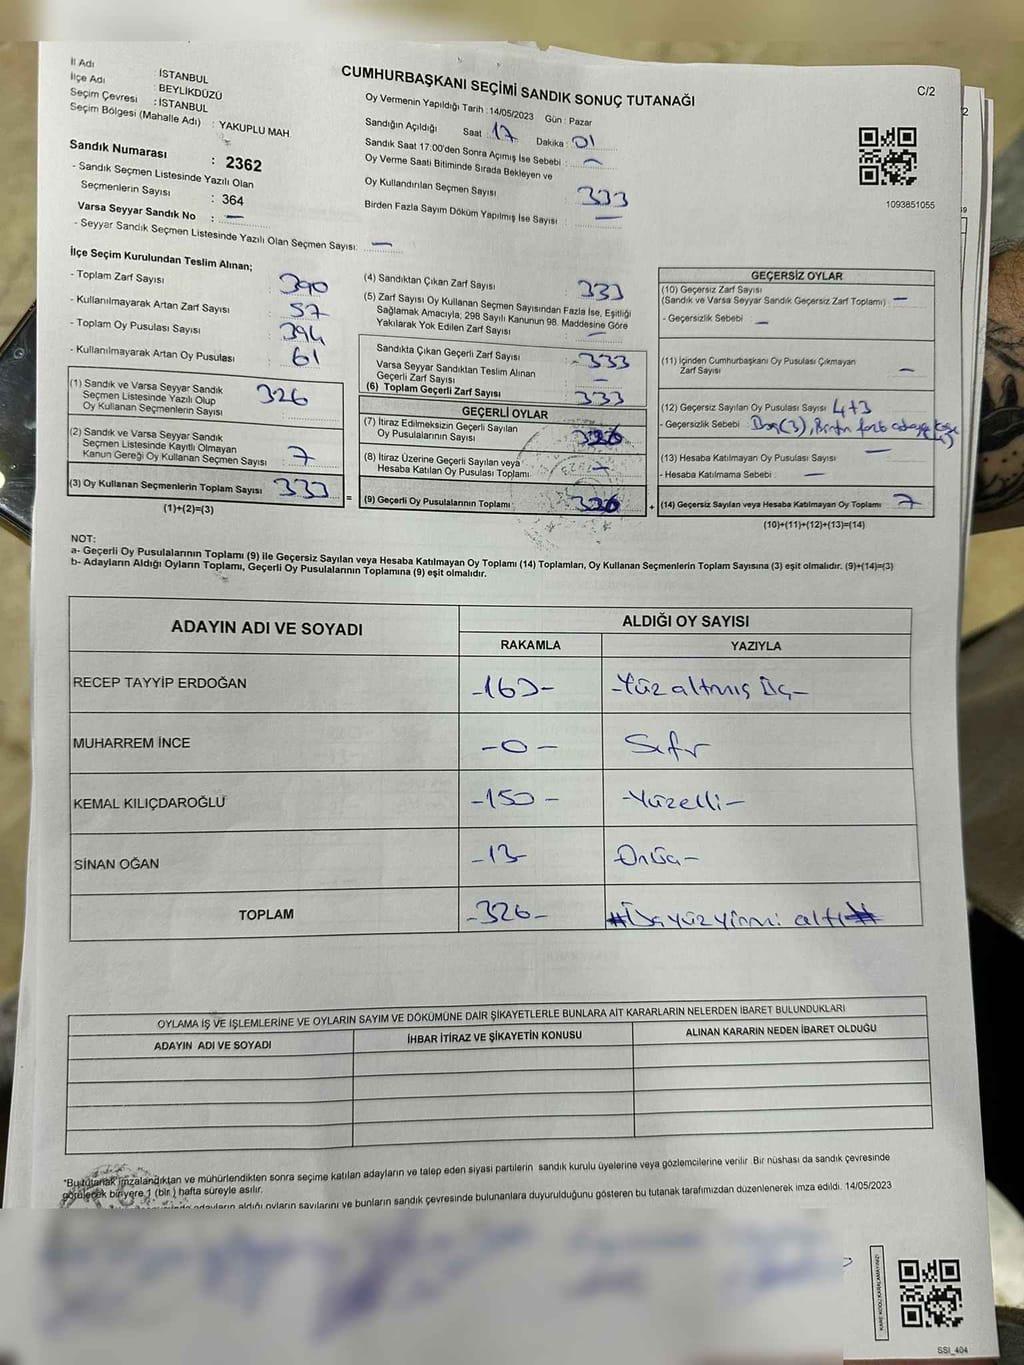 İl Adı : İSTANBUL
İlçe Adı : BEYLİKDÜZÜ
Seçim Çevresi : İSTANBUL
Seçim Bölgesi (Mahalle Adı) : YAKUPLU MAH.
Sandık Numarası : 2362
- Sandık Seçmen Listesinde Yazılı Olan
Seçmenlerin Sayısı : 364
Varsa Seyyar Sandık No : —
- Seyyar Sandık Seçmen Listesinde Yazılı Olan Seçmen Sayısı: —
CUMHURBAŞKANI SEÇİMİ SANDIK SONUÇ TUTANAĞI
C/2
Oy Vermenin Yapıldığı Tarih : 14/05/2023 Gün : Pazar
Sandığın Açıldığı Saat : 17 Dakika : 01
Sandık Saat 17:00'den Sonra Açımış İse Sebebi : —
Oy Verme Saati Bitiminde Sırada Bekleyen ve
Oy Kullandırılan Seçmen Sayısı 333
Birden Fazla Sayım Döküm Yapılmış İse Sayısı : —
1093851055
İlçe Seçim Kurulundan Teslim Alınan;
- Toplam Zarf Sayısı : 390
- Kullanılmayarak Artan Zarf Sayısı : 57
- Toplam Oy Pusulası Sayısı : 394
- Kullanılmayarak Artan Oy Pusulası : 61
(1) Sandık ve Varsa Seyyar Sandık
Seçmen Listesinde Yazılı Olup
Oy Kullanan Seçmenlerin Sayısı : 326
(2) Sandık ve Varsa Seyyar Sandık
Seçmen Listesinde Kayıtlı Olmayan
Kanun Gereği Oy Kullanan Seçmen Sayısı : 7
(3) Oy Kullanan Seçmenlerin Toplam Sayısı : 333
(1)+(2)=(3)
=
(4) Sandıktan Çıkan Zarf Sayısı : 333
(5) Zarf Sayısı Oy Kullanan Seçmen Sayısından Fazla İse, Eşitliği
Sağlamak Amacıyla, 298 Sayılı Kanunun 98. Maddesine Göre
Yakılarak Yok Edilen Zarf Sayısı : —
Sandıkta Çıkan Geçerli Zarf Sayısı : 333
Varsa Seyyar Sandıktan Teslim Alınan
Geçerli Zarf Sayısı : —
(6) Toplam Geçerli Zarf Sayısı : 333
GEÇERLİ OYLAR
(7) İtiraz Edilmeksizin Geçerli Sayılan
Oy Pusulalarının Sayısı : 326
(8) İtiraz Üzerine Geçerli Sayılan veya
Hesaba Katılan Oy Pusulası Toplamı : —
(9) Geçerli Oy Pusulalarının Toplamı : 326
+
GEÇERSİZ OYLAR
(10) Geçersiz Zarf Sayısı
(Sandık ve Varsa Seyyar Sandık Geçersiz Zarf Toplamı) : —
- Geçersizlik Sebebi : —
(11) İçinden Cumhurbaşkanı Oy Pusulası Çıkmayan
Zarf Sayısı : —
(12) Geçersiz Sayılan Oy Pusulası Sayısı : 4+3
- Geçersizlik Sebebi : Boş(3),
(13) Hesaba Katılmayan Oy Pusulası Sayısı : —
- Hesaba Katılmama Sebebi : —
(14) Geçersiz Sayılan veya Hesaba Katılmayan Oy Toplamı : 7
(10)+(11)+(12)+(13)=(14)
NOT:
a- Geçerli Oy Pusulalarının Toplamı (9) ile Geçersiz Sayılan veya Hesaba Katılmayan Oy Toplamı (14) Toplamları, Oy Kullanan Seçmenlerin Toplam Sayısına (3) eşit olmalıdır. (9)+(14)=(3)
b- Adayların Aldığı Oyların Toplamı, Geçerli Oy Pusulalarının Toplamına (9) eşit olmalıdır.
ADAYIN ADI VE SOYADI
ALDIĞI OY SAYISI
RAKAMLA YAZIYLA
RECEP TAYYİP ERDOĞAN -163- -Yüz altmış üç-
MUHARREM İNCE -0- Sıfır
KEMAL KILIÇDAROĞLU -150- -Yüzelli-
SİNAN OĞAN -13- Onüç-
TOPLAM -326- #Üçyüzyirmi altı#
OYLAMA İŞ VE İŞLEMLERİNE VE OYLARIN SAYIM VE DÖKÜMÜNE DAİR ŞİKAYETLERLE BUNLARA AİT KARARLARIN NELERDEN İBARET BULUNDUKLARI
ADAYIN ADI VE SOYADI İHBAR İTİRAZ VE ŞİKAYETİN KONUSU ALINAN KARARIN NEDEN İBARET OLDUĞU
*Bu tutanak imzalandıktan ve mühürlendikten sonra seçime katılan adayların ve talep eden siyasi partilerin sandık kurulu üyelerine veya gözlemcilerine verilir. Bir nüshası da sandık çevresinde
görülecek biryere 1 (bir) hafta süreyle asılır.
adayların aldığı oyların sayılarını ve bunların sandık çevresinde bulunanlara duyurulduğunu gösteren bu tutanak tarafımızdan düzenlenerek imza edildi. 14/05/2023
KARE KODU KARALAMAYINIZ!
SSI_404